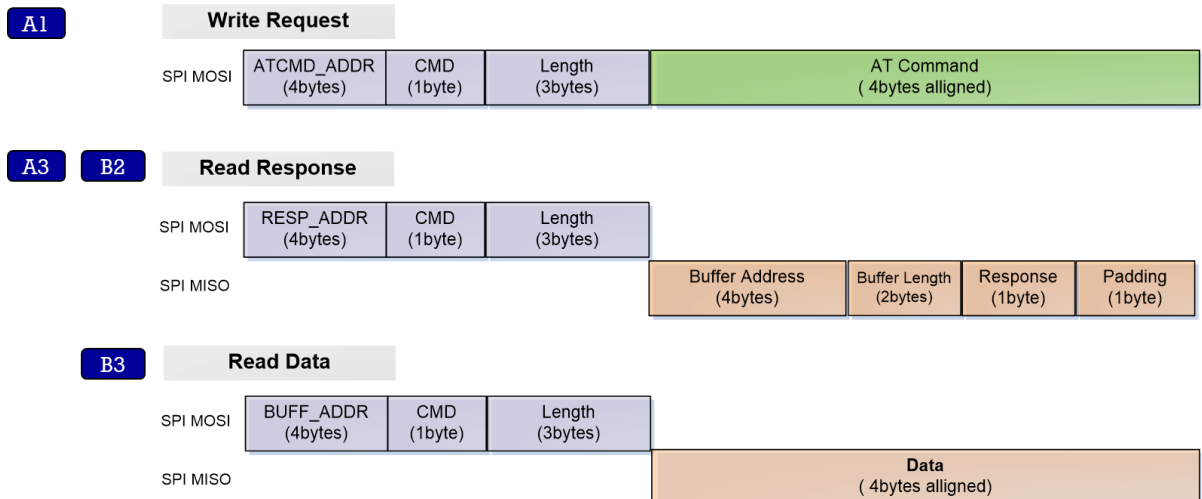 A1
Write Request
SPI MOSI
ATCMD_ADDR
(4bytes)
CMD
(1byte)
Length
(3bytes)
AT Command
( 4bytes alligned)
A3
B2
Read Response
SPI MOSI
RESP_ADDR
(4bytes)
CMD
(1byte)
Length
(3bytes)
SPI MISO
Buffer Address
(4bytes)
Buffer Length
(2bytes)
Response
(1byte)
Padding
(1byte)
B3
Read Data
SPI MOSI
BUFF_ADDR
(4bytes)
CMD
(1byte)
Length
(3bytes)
SPI MISO
Data
( 4bytes alligned)